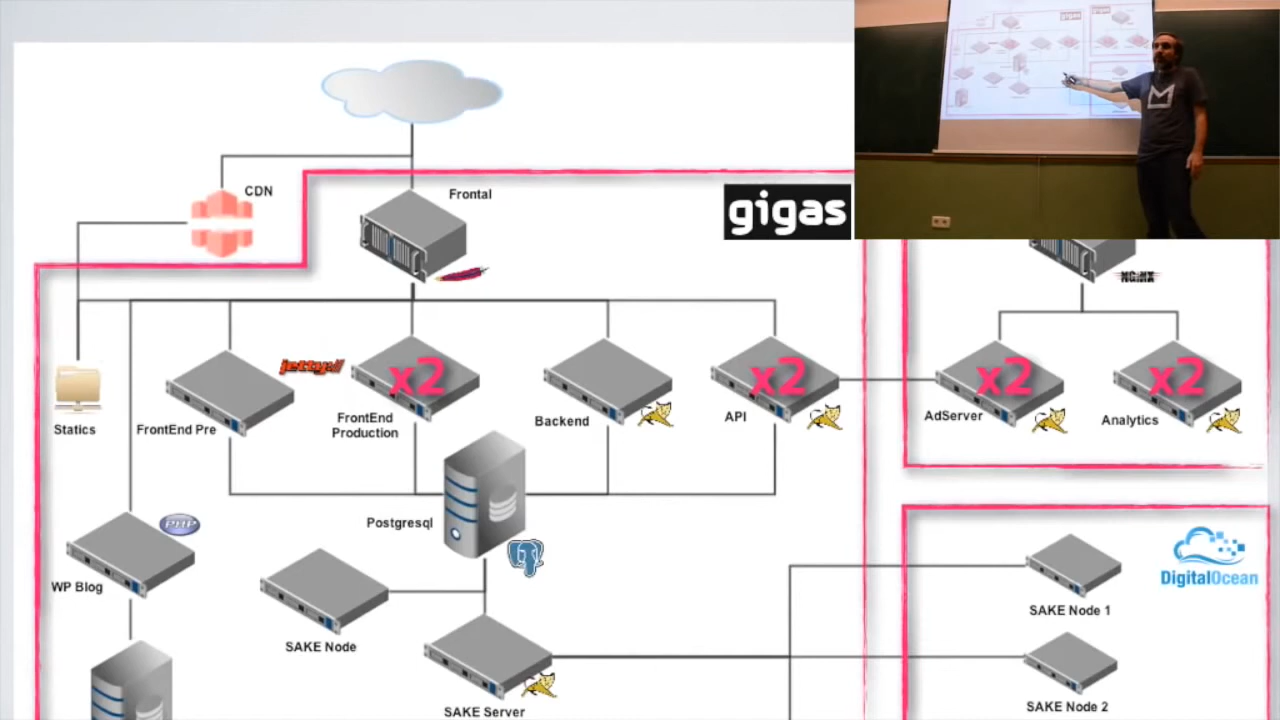 CDN
Frontal
gigas
NGiNX
Statics
FrontEnd Pre
jetty://
x2
FrontEnd
Production
Backend
x2
API
x2
AdServer
x2
Analytics
Postgresql
php
WP Blog
SAKE Node
SAKE Server
DigitalOcean
SAKE Node 1
SAKE Node 2
gigas